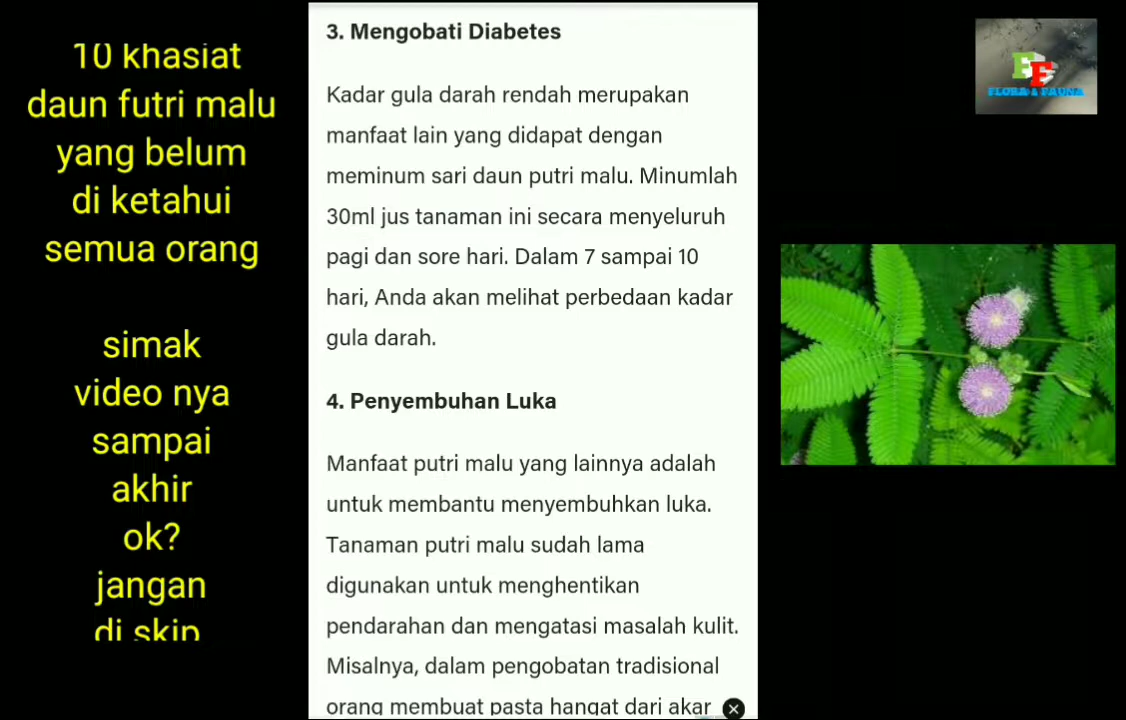 10 khasiat
daun futri malu
yang belum
di ketahui
semua orang
simak
video nya
sampai
akhir
ok?
jangan
di skip
3. Mengobati Diabetes
Kadar gula darah rendah merupakan
manfaat lain yang didapat dengan
meminum sari daun putri malu. Minumlah
30ml jus tanaman ini secara menyeluruh
pagi dan sore hari. Dalam 7 sampai 10
hari, Anda akan melihat perbedaan kadar
gula darah.
4. Penyembuhan Luka
Manfaat putri malu yang lainnya adalah
untuk membantu menyembuhkan luka.
Tanaman putri malu sudah lama
digunakan untuk menghentikan
pendarahan dan mengatasi masalah kulit.
Misalnya, dalam pengobatan tradisional
orang membuat pasta hangat dari akar
FF
FLORA & FAUNA